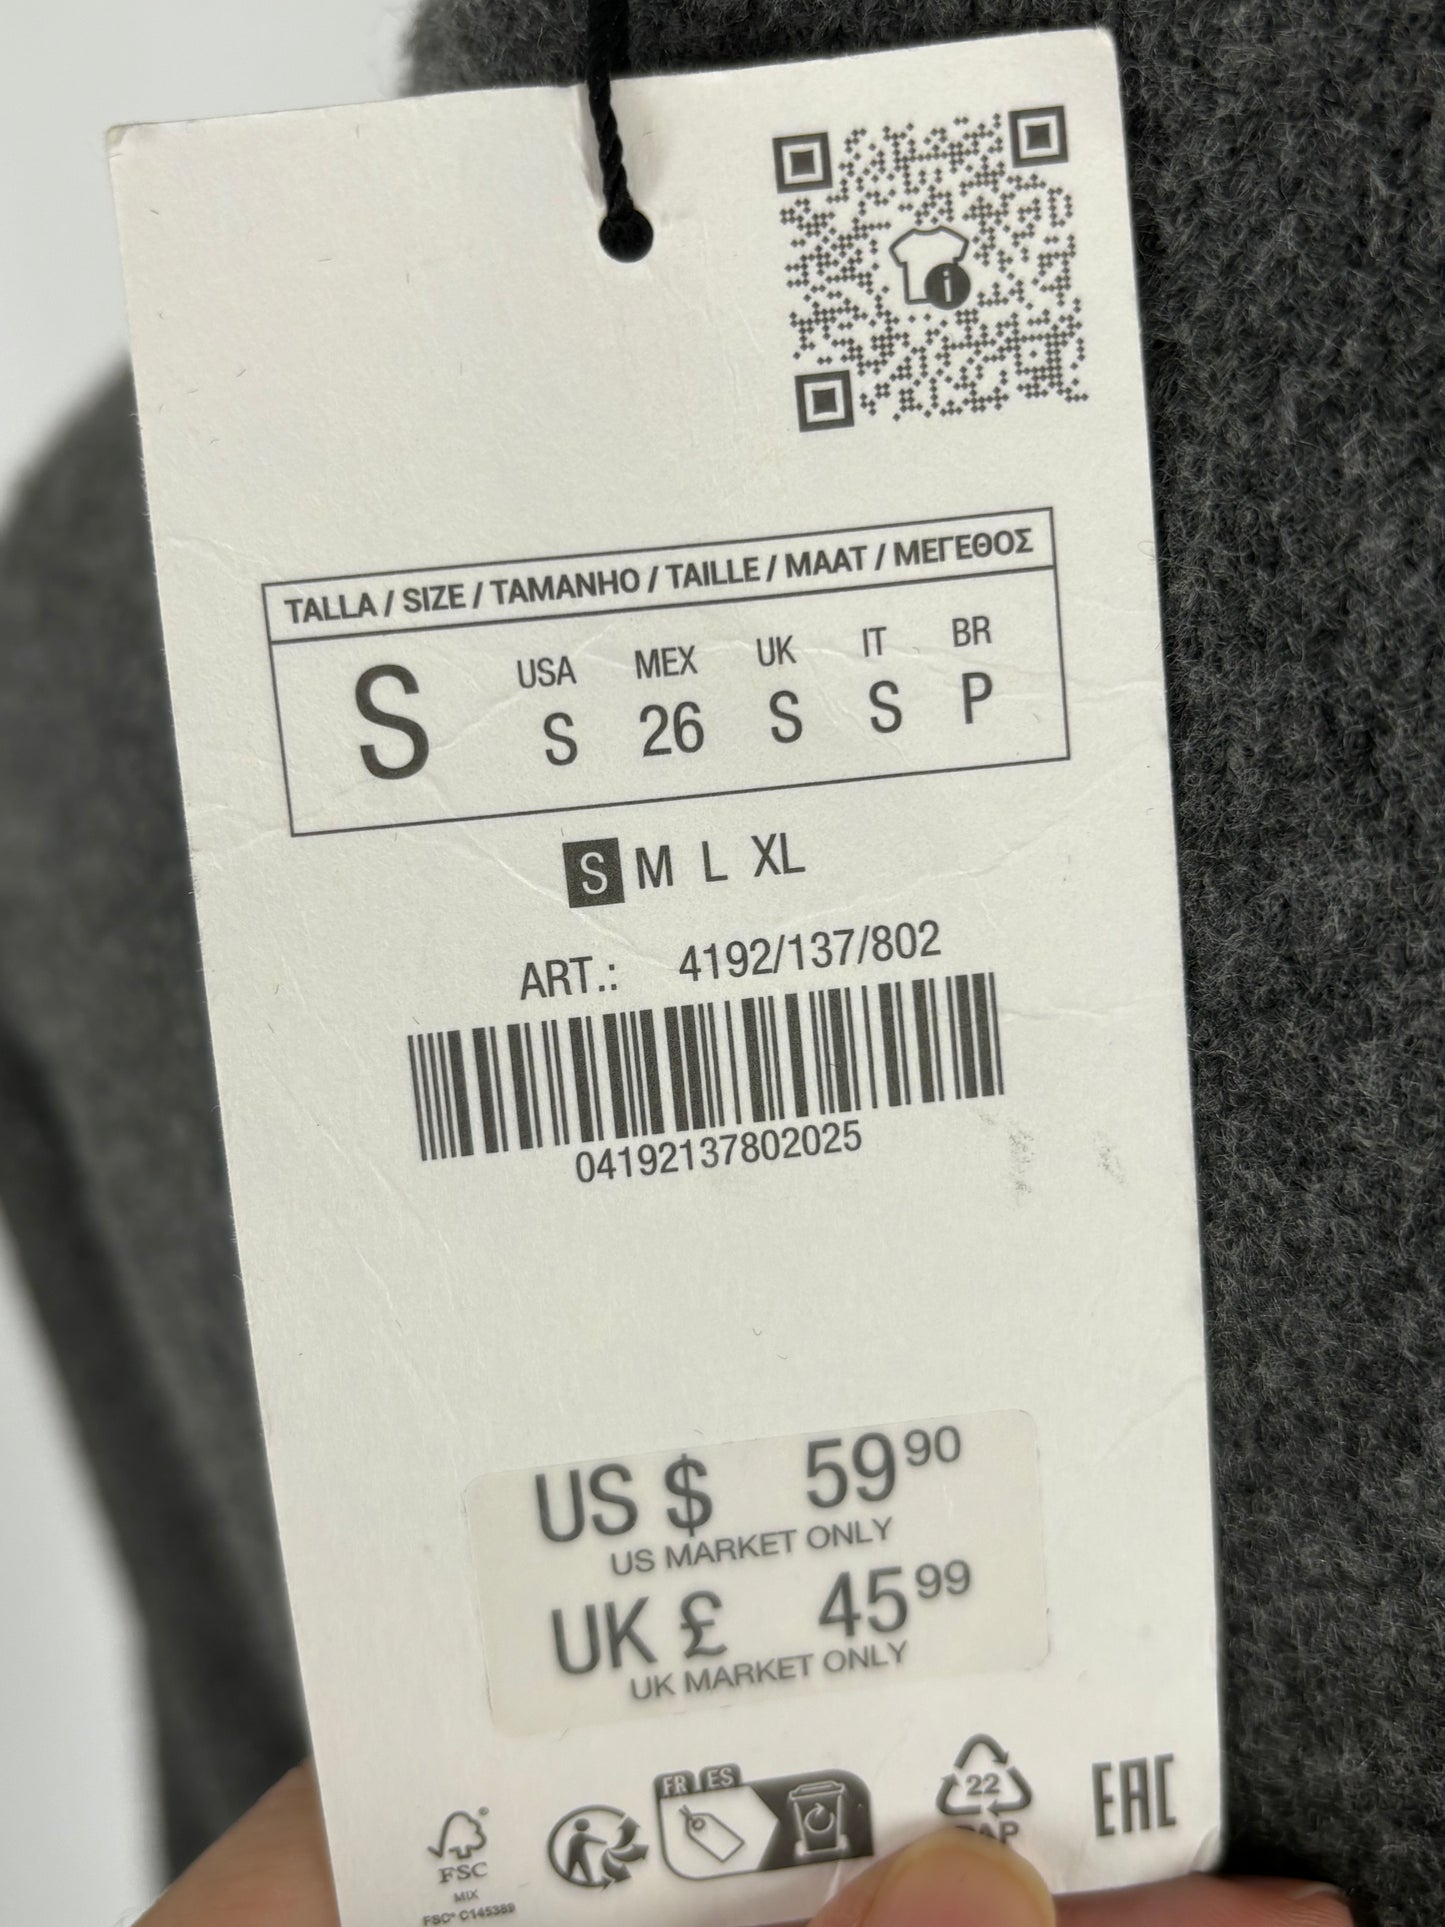 i
TALLA / SIZE / TAMANHO / TAILLE / MAAT / ΜΕΓΕΘΟΣ
USA MEX UK IT BR
S S 26 S S P
S M L XL
ART.: 4192/137/802
04192137802025
US $ 59 90
US MARKET ONLY
UK £ 45 99
UK MARKET ONLY
FR ES
22
PAP
EAC
FSC
MIX
FSC® C145389